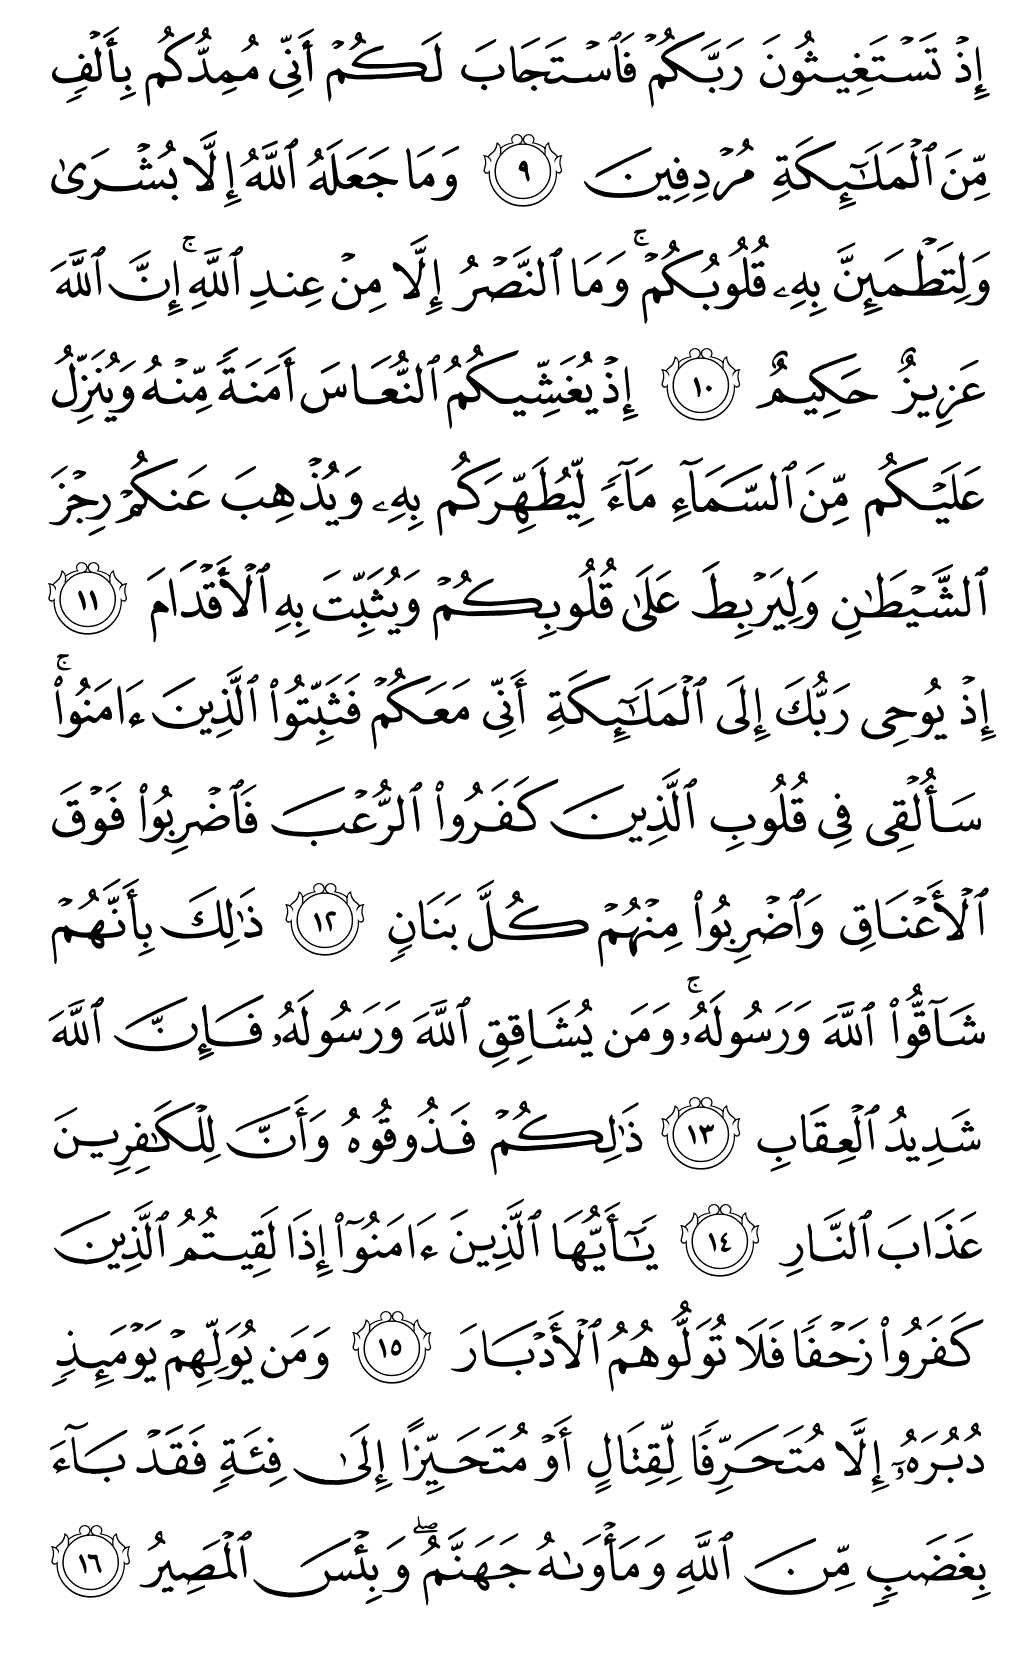 إِذۡ تَسۡتَغِيثُونَ رَبَّكُمۡ فَٱسۡتَجَابَ لَكُمۡ أَنِّي مُمِدُّكُم بِأَلۡفٖ
مِّنَ ٱلۡمَلَٰٓئِكَةِ مُرۡدِفِينَ ٩ وَمَا جَعَلَهُ ٱللَّهُ إِلَّا بُشۡرَىٰ
وَلِتَطۡمَئِنَّ بِهِۦ قُلُوبُكُمۡۚ وَمَا ٱلنَّصۡرُ إِلَّا مِنۡ عِندِ ٱللَّهِۚ إِنَّ ٱللَّهَ
عَزِيزٌ حَكِيمٌ ١٠ إِذۡ يُغَشِّيكُمُ ٱلنُّعَاسَ أَمَنَةٗ مِّنۡهُ وَيُنَزِّلُ
عَلَيۡكُم مِّنَ ٱلسَّمَآءِ مَآءٗ لِّيُطَهِّرَكُم بِهِۦ وَيُذۡهِبَ عَنكُمۡ رِجۡزَ
ٱلشَّيۡطَٰنِ وَلِيَرۡبِطَ عَلَىٰ قُلُوبِكُمۡ وَيُثَبِّتَ بِهِ ٱلۡأَقۡدَامَ ١١
إِذۡ يُوحِي رَبُّكَ إِلَى ٱلۡمَلَٰٓئِكَةِ أَنِّي مَعَكُمۡ فَثَبِّتُواْ ٱلَّذِينَ ءَامَنُواْۚ
سَأُلۡقِي فِي قُلُوبِ ٱلَّذِينَ كَفَرُواْ ٱلرُّعۡبَ فَٱضۡرِبُواْ فَوۡقَ
ٱلۡأَعۡنَاقِ وَٱضۡرِبُواْ مِنۡهُمۡ كُلَّ بَنَانٖ ١٢ ذَٰلِكَ بِأَنَّهُمۡ
شَآقُّواْ ٱللَّهَ وَرَسُولَهُۥۚ وَمَن يُشَاقِقِ ٱللَّهَ وَرَسُولَهُۥ فَإِنَّ ٱللَّهَ
شَدِيدُ ٱلۡعِقَابِ ١٣ ذَٰلِكُمۡ فَذُوقُوهُ وَأَنَّ لِلۡكَٰفِرِينَ
عَذَابَ ٱلنَّارِ ١٤ يَٰٓأَيُّهَا ٱلَّذِينَ ءَامَنُوٓاْ إِذَا لَقِيتُمُ ٱلَّذِينَ
كَفَرُواْ زَحۡفٗا فَلَا تُوَلُّوهُمُ ٱلۡأَدۡبَارَ ١٥ وَمَن يُوَلِّهِمۡ يَوۡمَئِذٖ
دُبُرَهُۥٓ إِلَّا مُتَحَرِّفٗا لِّقِتَالٍ أَوۡ مُتَحَيِّزًا إِلَىٰ فِئَةٖ فَقَدۡ بَآءَ
بِغَضَبٖ مِّنَ ٱللَّهِ وَمَأۡوَىٰهُ جَهَنَّمُۖ وَبِئۡسَ ٱلۡمَصِيرُ ١٦